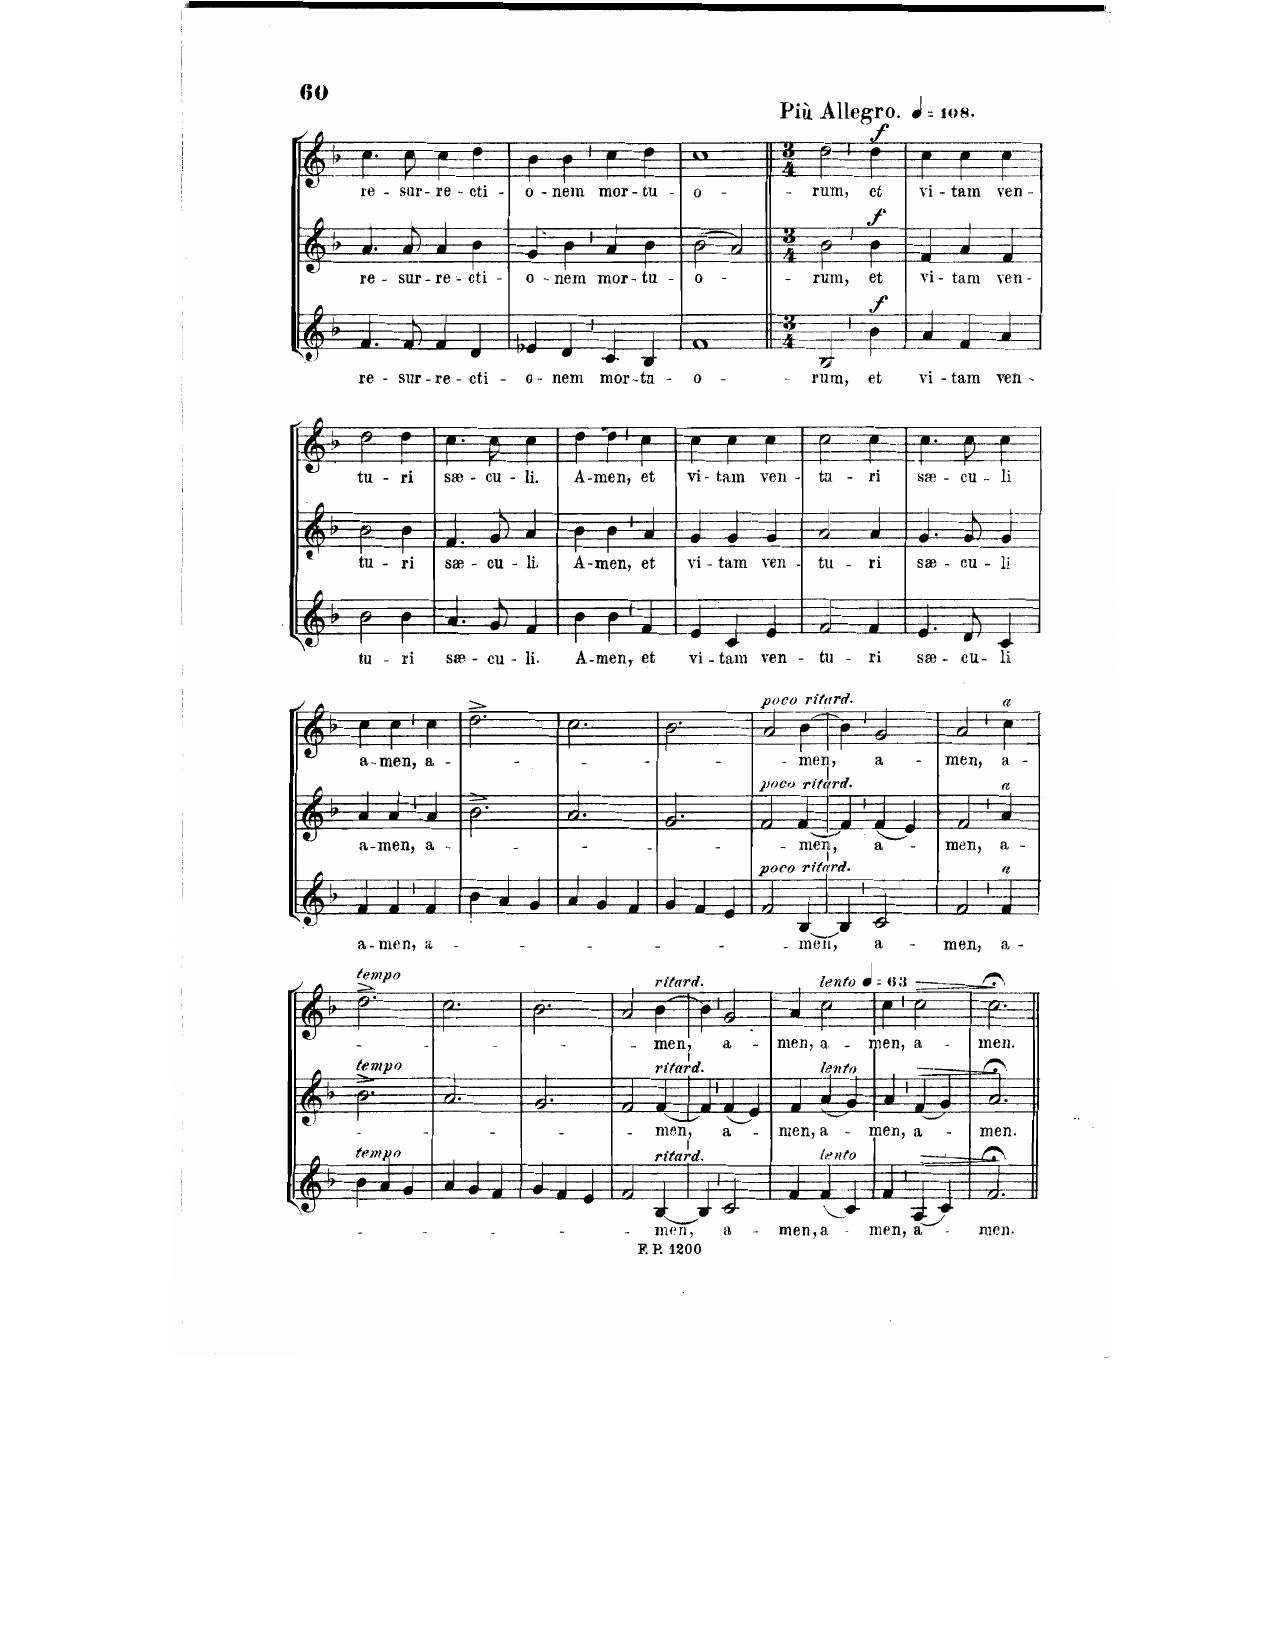 60
Più Allegro. ♩ = 108.
f
re - sur - re - cti - o - nem mor - tu - o - - rum, et vi - tam ven -
f
re - sur - re - cti - o - nem mor - tu - o - - rum, et vi - tam ven -
f
re - sur - re - cti - o - nem mor - tu - o - - rum, et vi - tam ven -
tu - ri sæ - cu - li. A - men, et vi - tam ven - tu - ri sæ - cu - li
tu - ri sæ - cu - li. A - men, et vi - tam ven - tu - ri sæ - cu - li
tu - ri sæ - cu - li. A - men, et vi - tam ven - tu - ri sæ - cu - li
poco ritard. a
a - men, a - - - - - men, a - men, a -
poco ritard. a
a - men, a - - - - - men, a - men, a -
poco ritard. a
a - men, a - - - - - men, a - men, a -
tempo ritard. lento ♩ = 63
- - - - men, a - men, a - men, a - men.
tempo ritard. lento
- - - - men, a - men, a - men, a - men.
tempo ritard. lento
- - - - men, a - men, a - men, a - men.
F. P. 1200